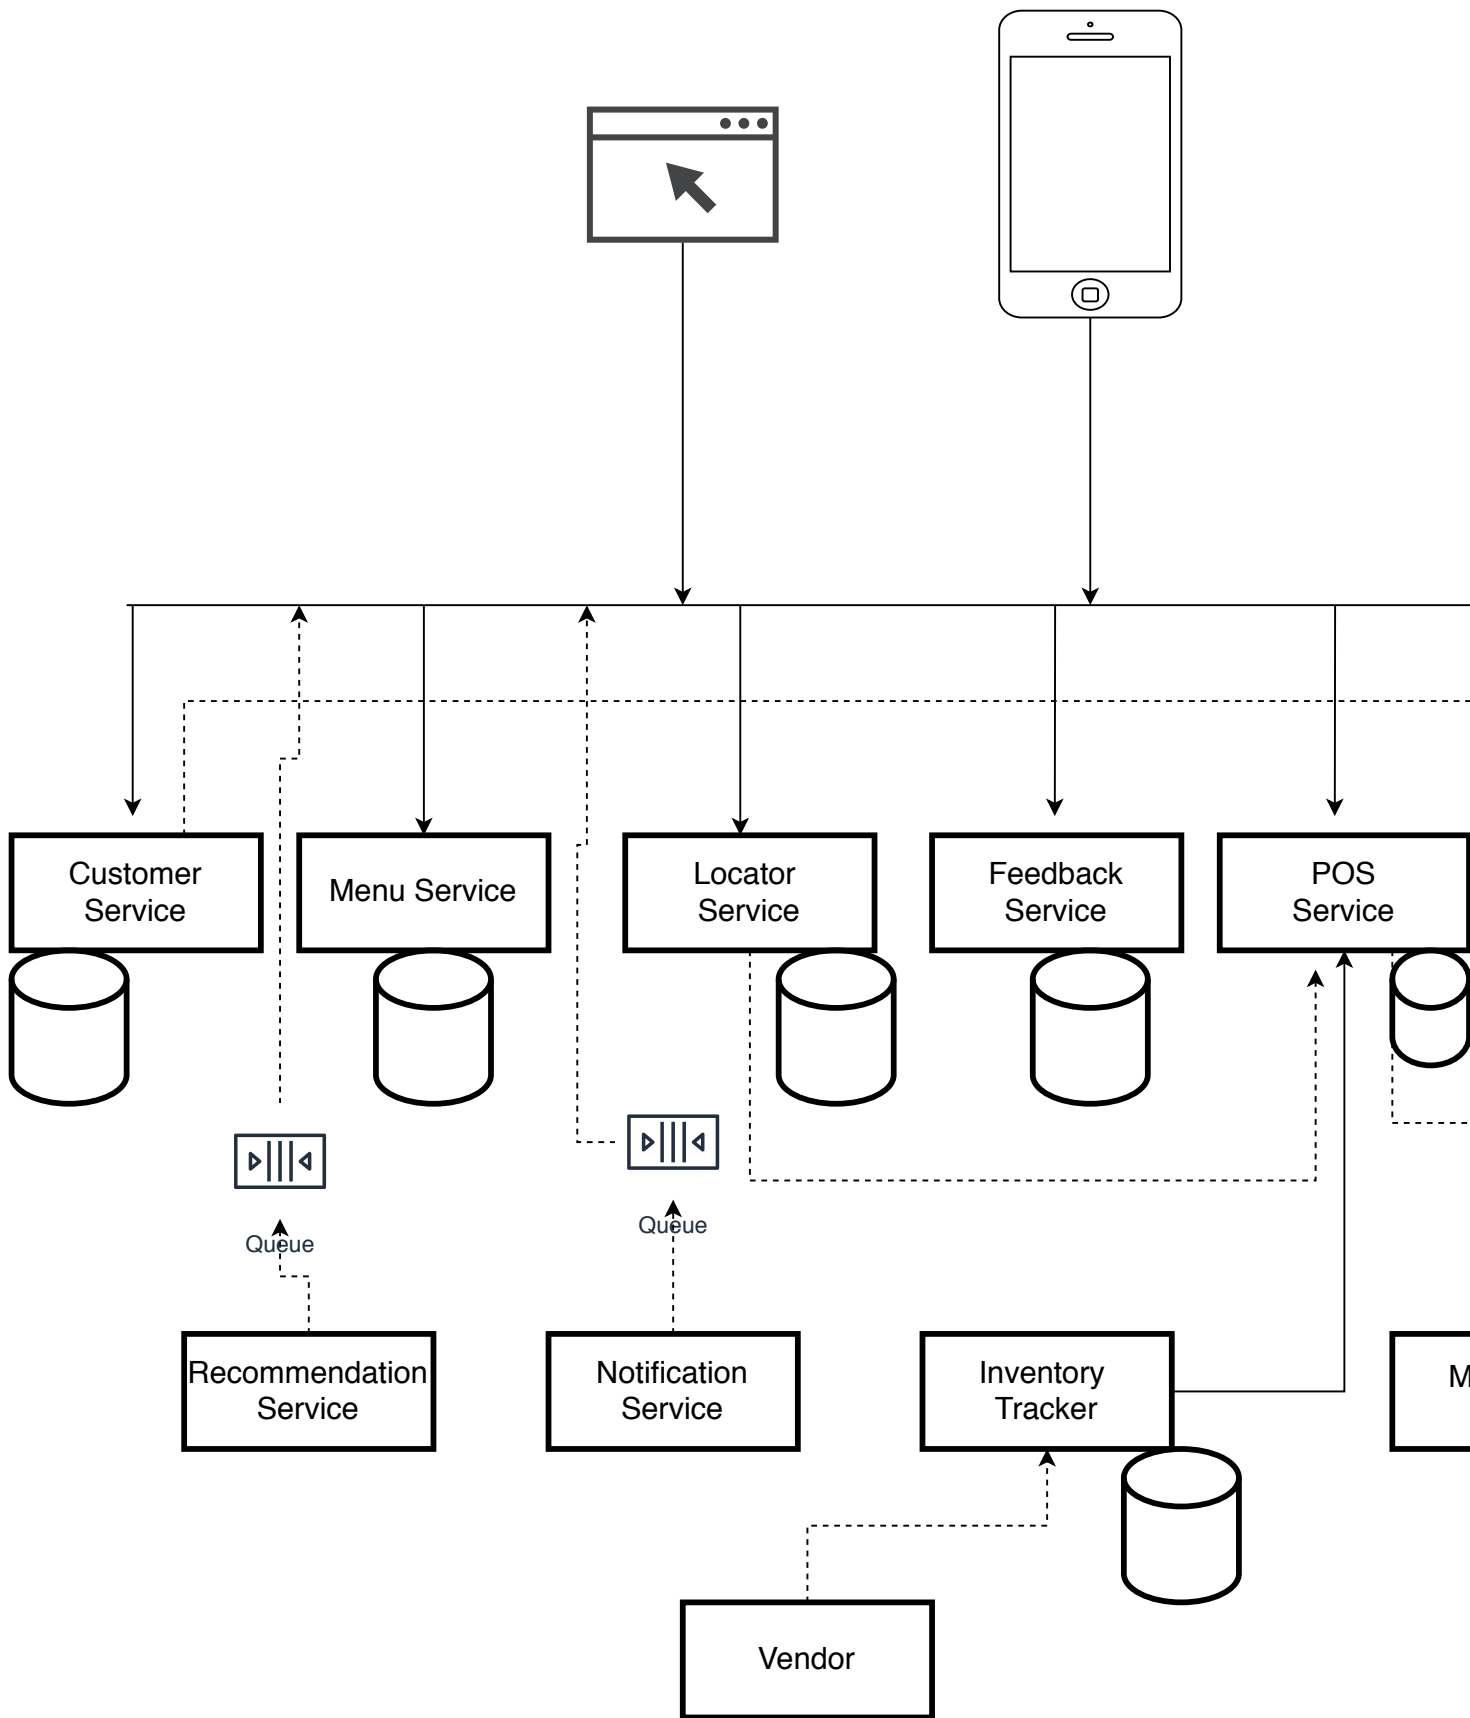 Customer
Service
Menu Service
Locator
Service
Feedback
Service
POS
Service
Queue
Queue
Recommendation
Service
Notification
Service
Inventory
Tracker
M
Vendor